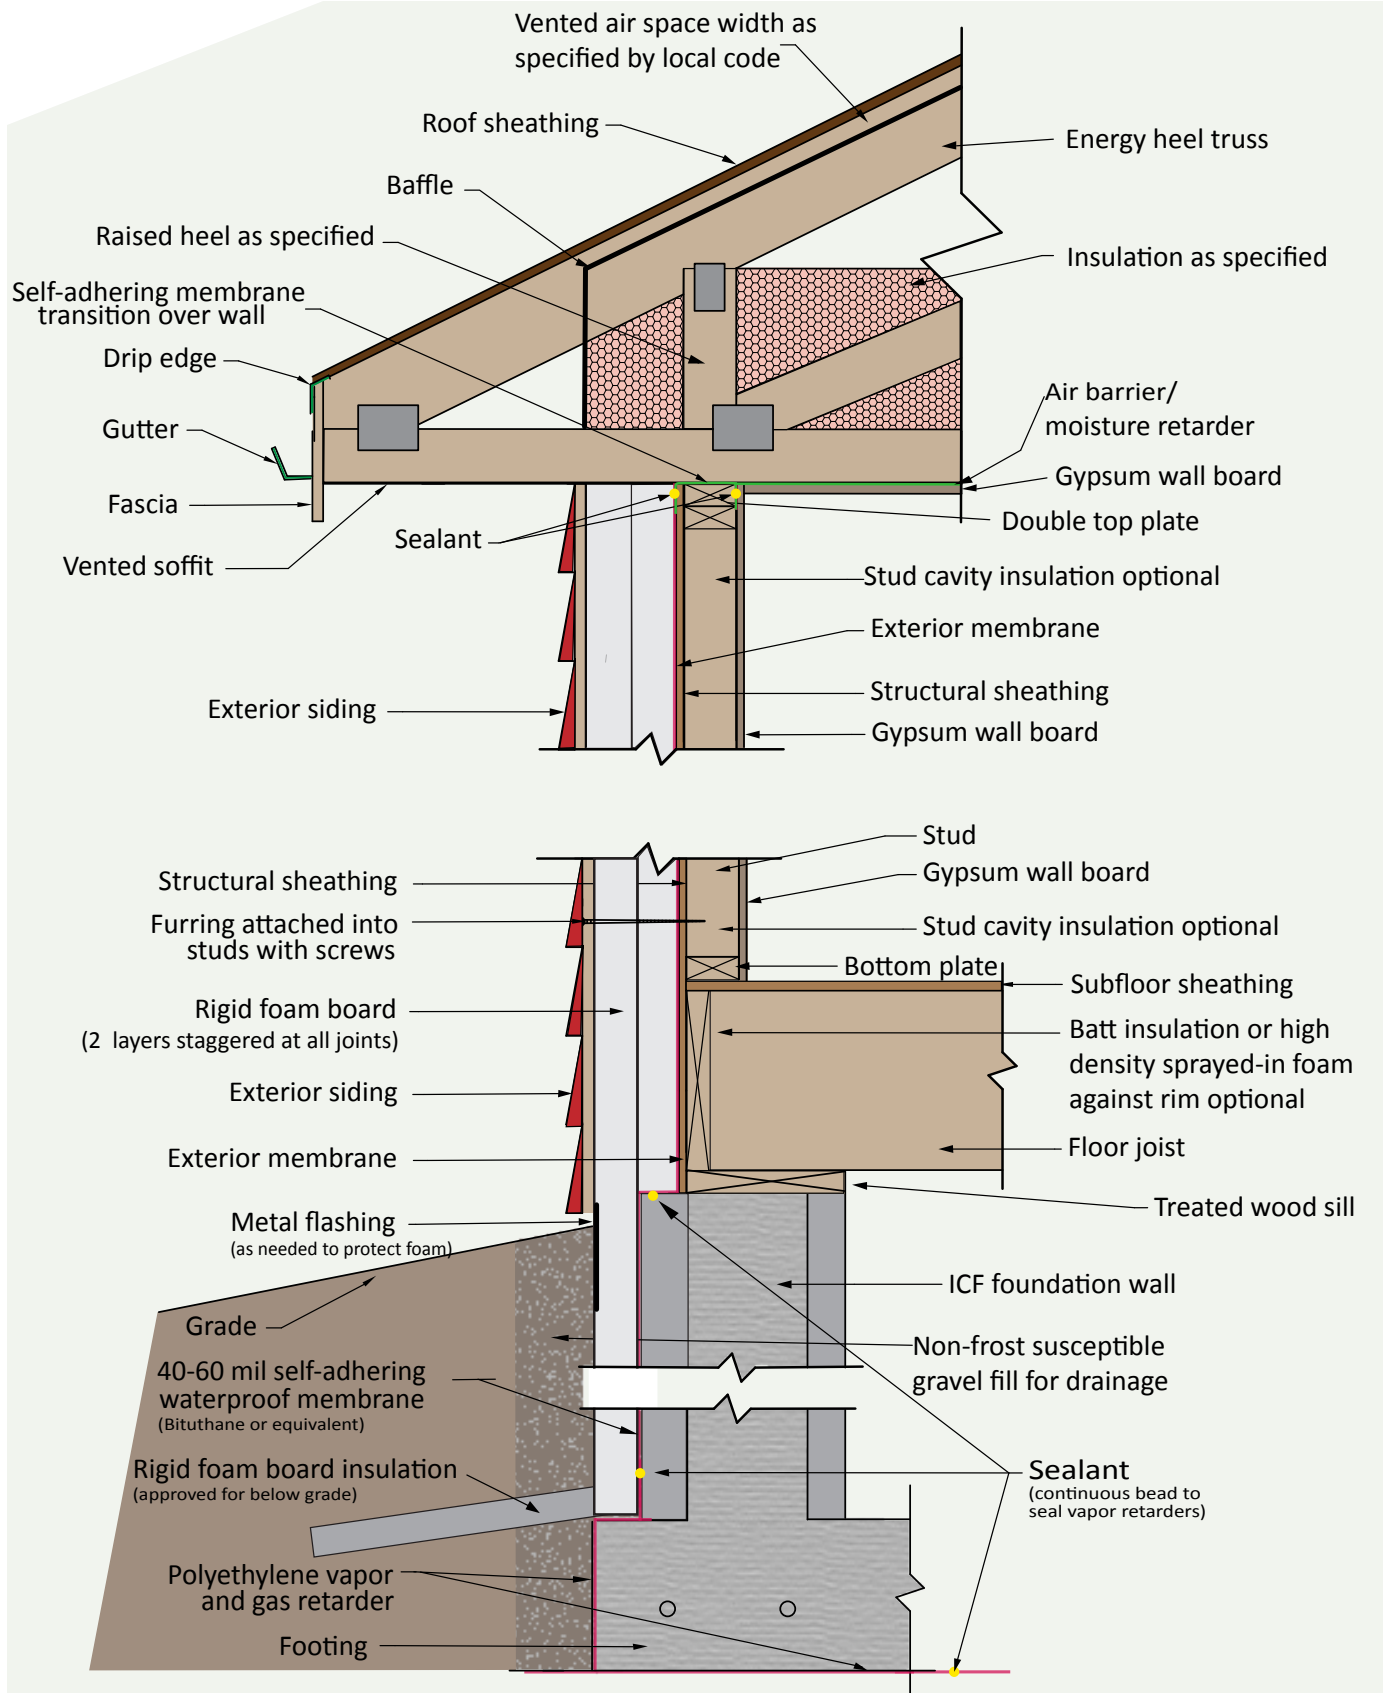 Vented air space width as
specified by local code
Roof sheathing
Energy heel truss
Baffle
Raised heel as specified
Insulation as specified
Self-adhering membrane
transition over wall
Drip edge
Air barrier/
moisture retarder
Gutter
Gypsum wall board
Fascia
Double top plate
Sealant
Vented soffit
Stud cavity insulation optional
Exterior membrane
Structural sheathing
Exterior siding
Gypsum wall board
Stud
Gypsum wall board
Structural sheathing
Furring attached into
studs with screws
Stud cavity insulation optional
Bottom plate
Subfloor sheathing
Rigid foam board
(2 layers staggered at all joints)
Batt insulation or high
density sprayed-in foam
against rim optional
Exterior siding
Floor joist
Exterior membrane
Treated wood sill
Metal flashing
(as needed to protect foam)
ICF foundation wall
Grade
Non-frost susceptible
gravel fill for drainage
40-60 mil self-adhering
waterproof membrane
(Bituthane or equivalent)
Rigid foam board insulation
(approved for below grade)
Sealant
(continuous bead to
seal vapor retarders)
Polyethylene vapor
and gas retarder
Footing